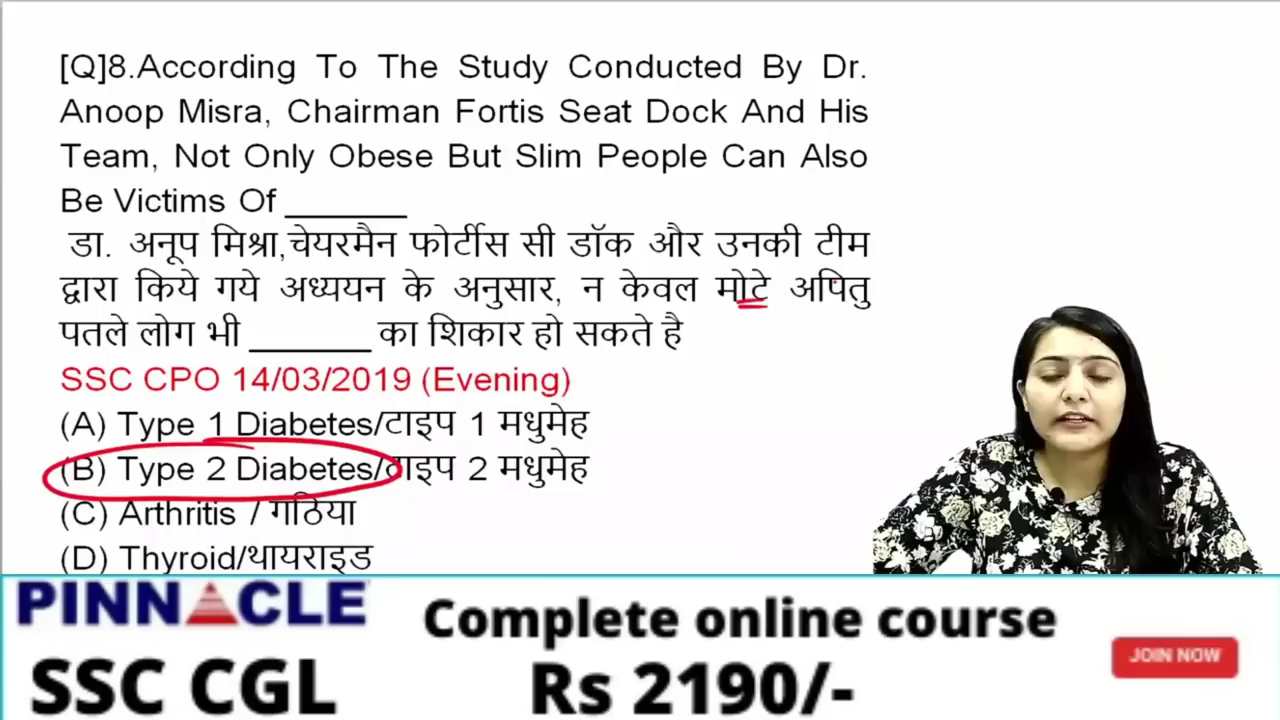 [Q]8.According To The Study Conducted By Dr.
Anoop Misra, Chairman Fortis Seat Dock And His
Team, Not Only Obese But Slim People Can Also
Be Victims Of ______
डा. अनूप मिश्रा,चेयरमैन फोर्टीस सी डॉक और उनकी टीम
द्वारा किये गये अध्ययन के अनुसार, न केवल मोटे अपितु
पतले लोग भी ______ का शिकार हो सकते है
SSC CPO 14/03/2019 (Evening)
(A) Type 1 Diabetes/टाइप 1 मधुमेह
(B) Type 2 Diabetes/टाइप 2 मधुमेह
(C) Arthritis / गठिया
(D) Thyroid/थायराइड
PINNACLE
SSC CGL
Complete online course
Rs 2190/-
JOIN NOW